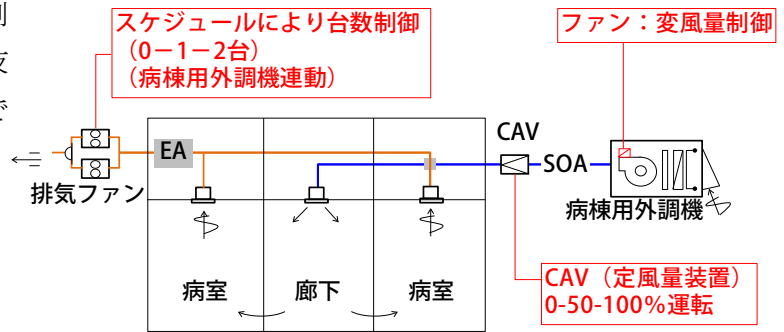 スケジュールにより台数制御
（0－1－2台）
（病棟用外調機連動）
ファン：変風量制御
EA
CAV
SOA
排気ファン
病棟用外調機
病室
廊下
病室
CAV（定風量装置）
0-50-100%運転